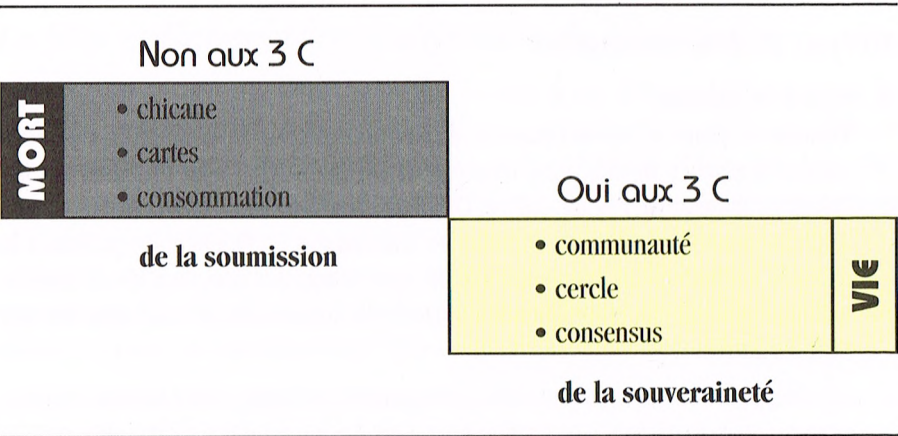 Non aux 3 C
MORT
• chicane
• cartes
• consommation
de la soumission
Oui aux 3 C
• communauté
• cercle
• consensus
VIE
de la souveraineté